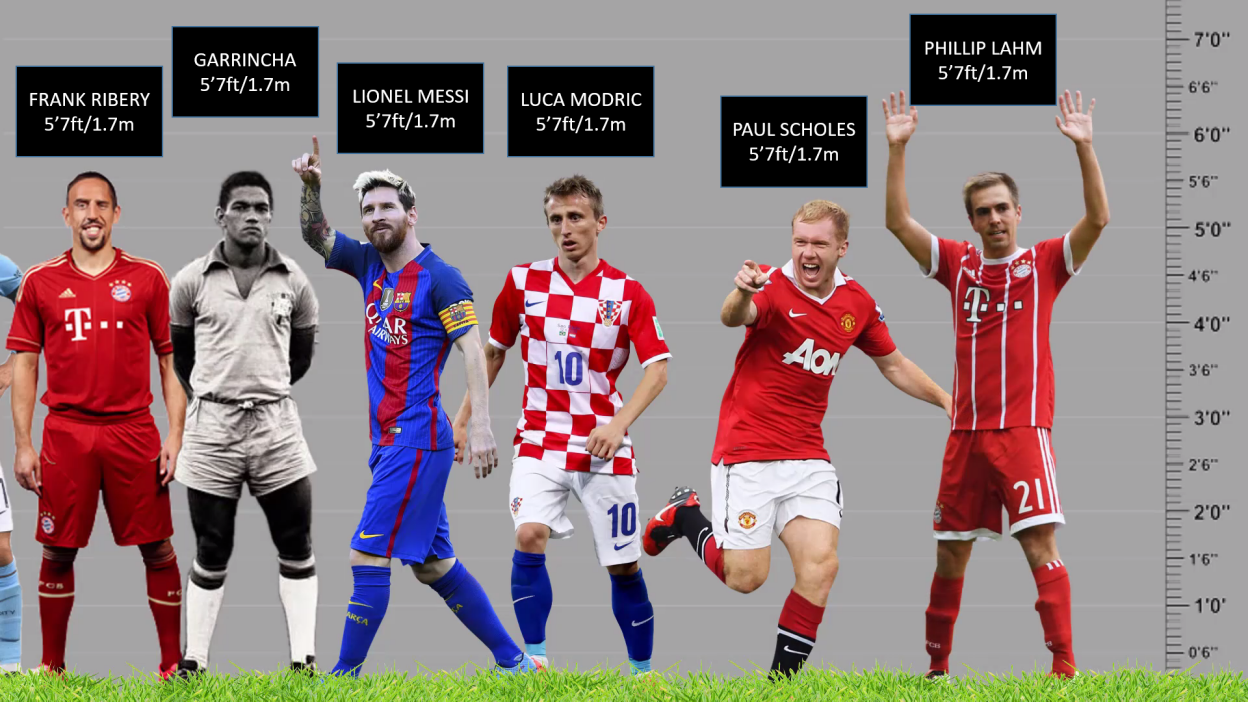 FRANK RIBERY
5’7ft/1.7m
GARRINCHA
5’7ft/1.7m
LIONEL MESSI
5’7ft/1.7m
LUCA MODRIC
5’7ft/1.7m
PAUL SCHOLES
5’7ft/1.7m
PHILLIP LAHM
5’7ft/1.7m
7'0"
6'6"
6'0"
5'6"
5'0"
4'6"
4'0"
3'6"
3'0"
2'6"
2'0"
1'6"
1'0'
0'6"
T
QATAR
AIRWAYS
10
10
AON
T
21
FCB